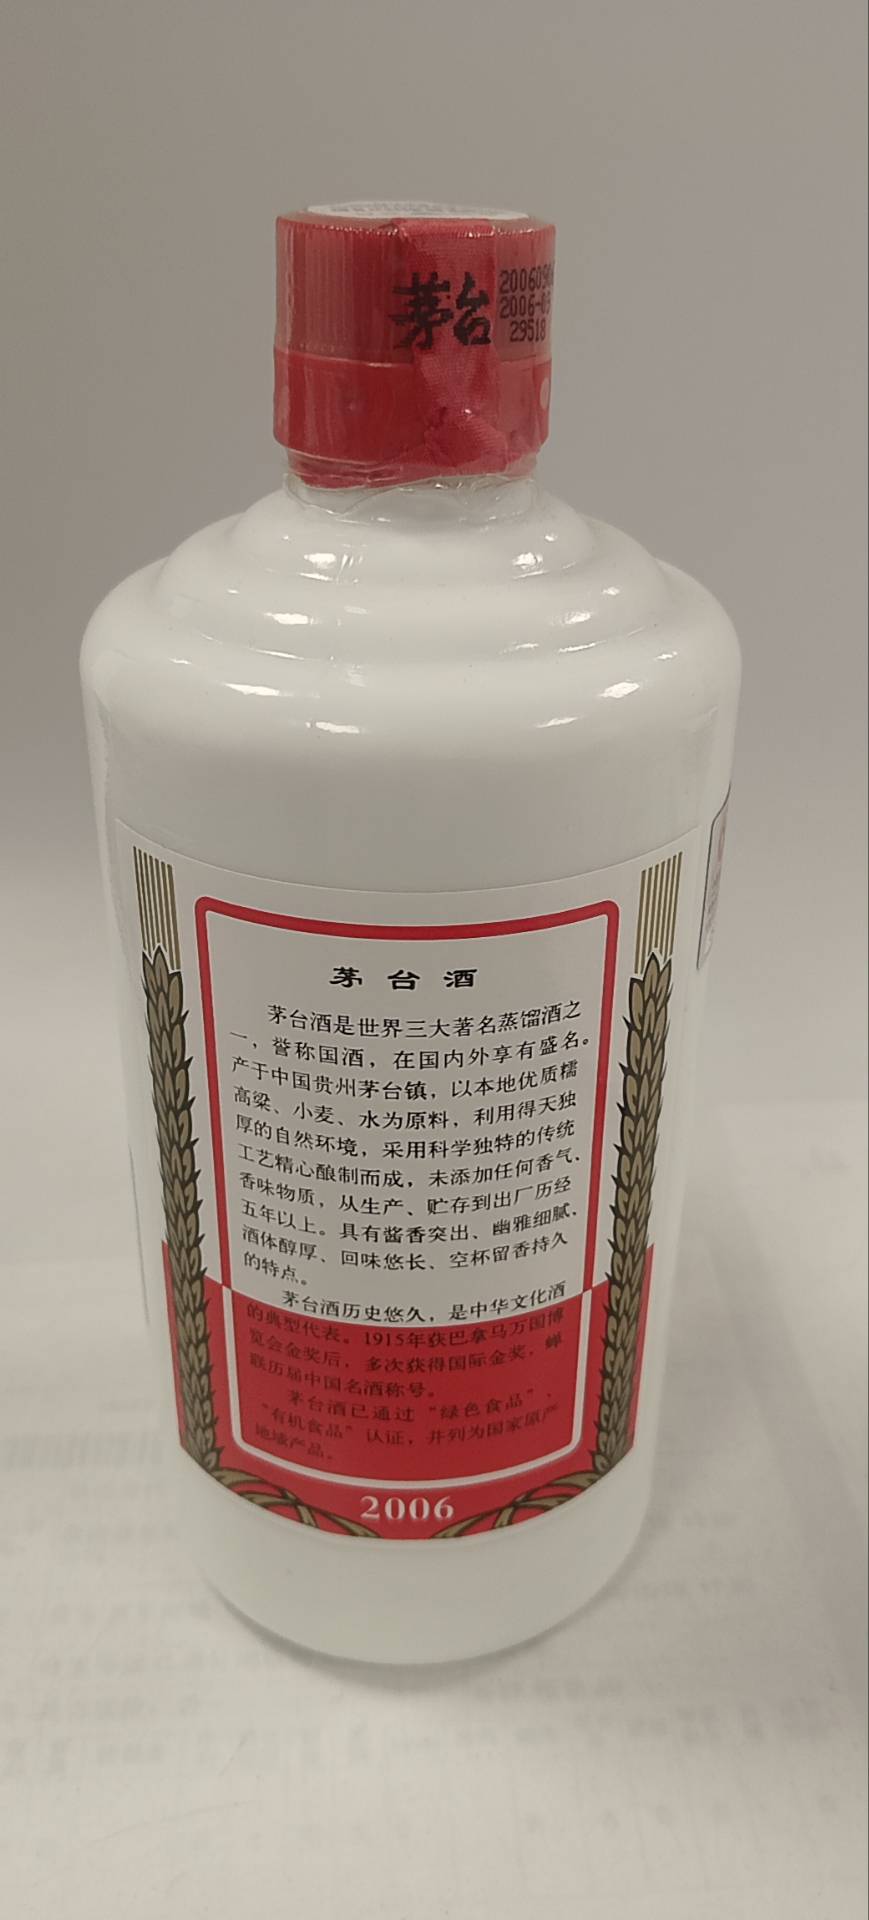 茅台
2006090
2006-09
29518
茅台酒
茅台酒是世界三大著名蒸馏酒之
一，誉称国酒，在国内外享有盛名。
产于中国贵州茅台镇，以本地优质糯
高粱、小麦、水为原料，利用得天独
厚的自然环境，采用科学独特的传统
工艺精心酿制而成，未添加任何香气、
香味物质，从生产、贮存到出厂历经
五年以上。具有酱香突出、幽雅细腻、
酒体醇厚、回味悠长、空杯留香持久
的特点。
茅台酒历史悠久，是中华文化酒
的典型代表。1915年获巴拿马万国博
览会金奖后，多次获得国际金奖，蝉
联历届中国名酒称号。
茅台酒已通过“绿色食品”、
“有机食品”认证，并列为国家原产
地域产品。
2006